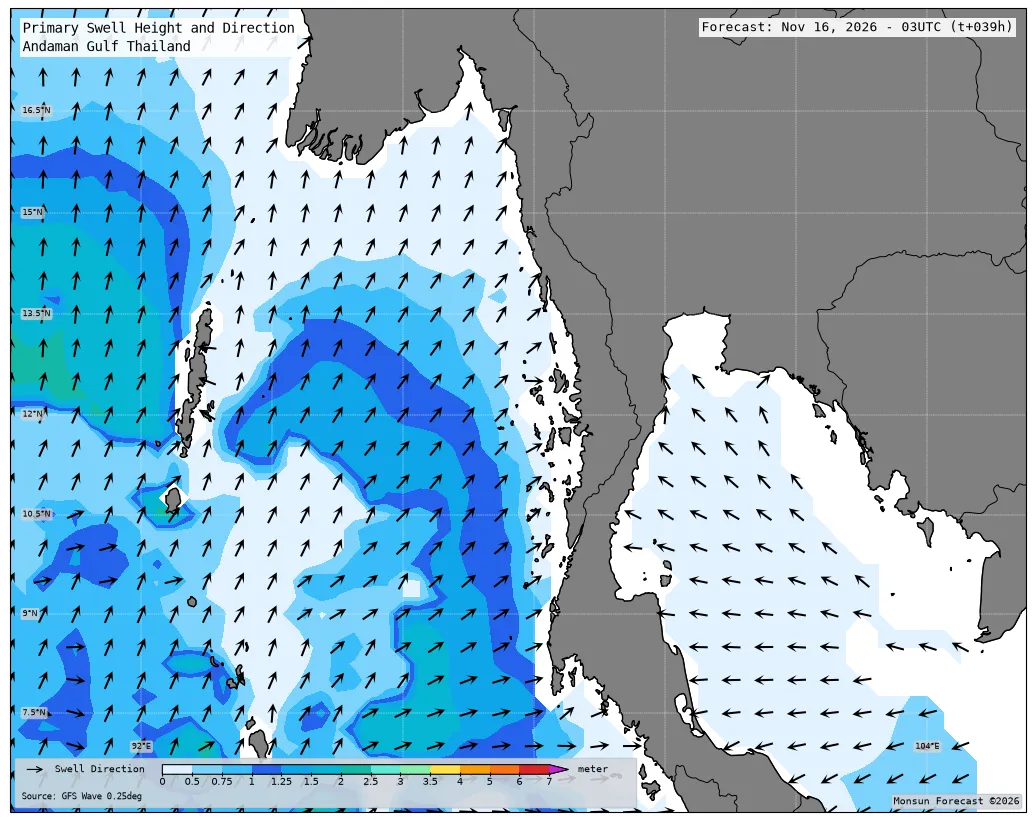 Primary Swell Height and Direction
Andaman Gulf Thailand
Forecast: Nov 16, 2026 - 03UTC (t+039h)
16.5°N
15°N
13.5°N
12°N
10.5°N
9°N
7.5°N
92°E
104°E
Swell Direction
meter
0 0.5 0.75 1 1.25 1.5 2 2.5 3 3.5 4 5 6 7
Source: GFS Wave 0.25deg
Monsun Forecast ©2026